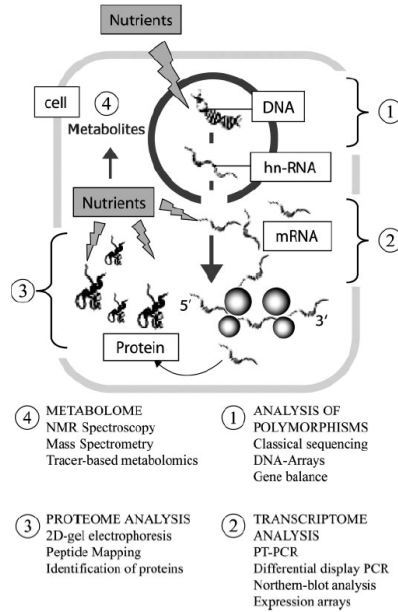 Nutrients
cell
4
Metabolites
DNA
1
hn-RNA
Nutrients
mRNA
2
3
5′
3′
Protein
4 METABOLOME
NMR Spectroscopy
Mass Spectrometry
Tracer-based metabolomics
1 ANALYSIS OF
POLYMORPHISMS
Classical sequencing
DNA-Arrays
Gene balance
3 PROTEOME ANALYSIS
2D-gel electrophoresis
Peptide Mapping
Identification of proteins
2 TRANSCRIPTOME
ANALYSIS
PT-PCR
Differential display PCR
Northern-blot analysis
Expression arrays